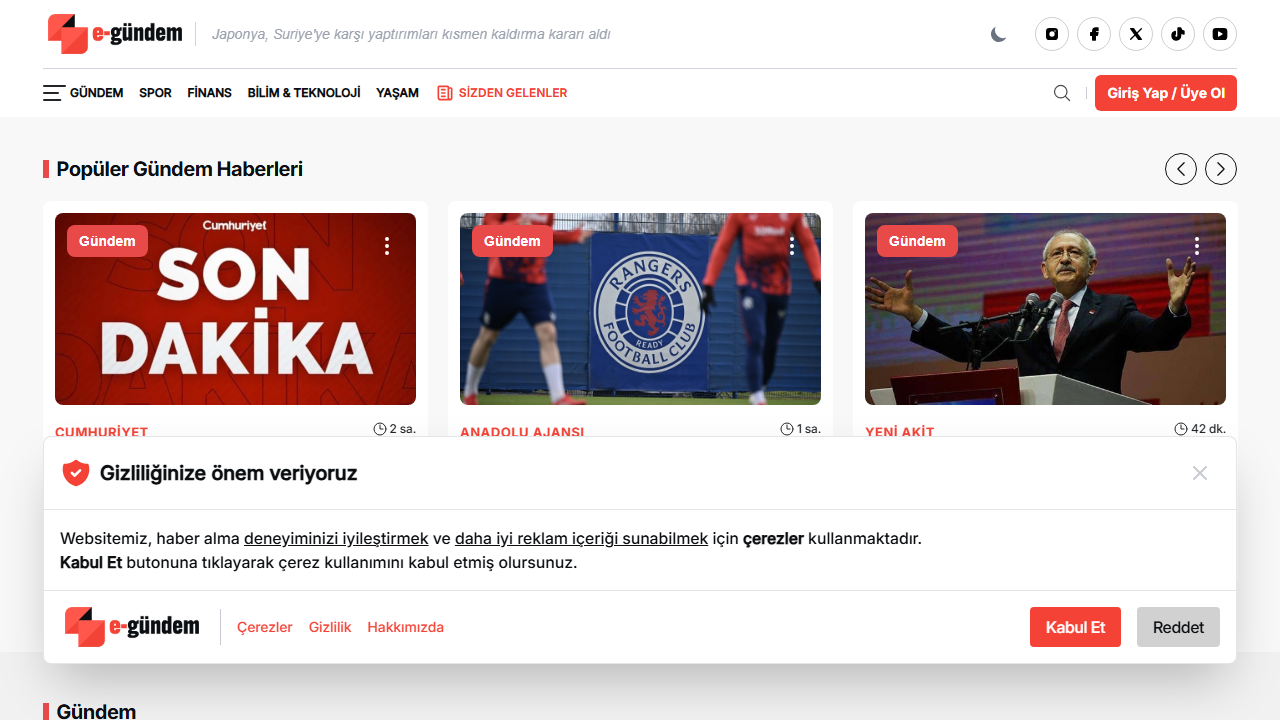 e-gündem
Japonya, Suriye'ye karşı yaptırımları kısmen kaldırma kararı aldı
GÜNDEM SPOR FİNANS BİLİM & TEKNOLOJİ YAŞAM SİZDEN GELENLER
Giriş Yap / Üye Ol
Popüler Gündem Haberleri
Gündem
Cumhuriyet
SON
DAKİKA
CUMHURİYET 2 sa.
Gündem
RANGERS
READY
FOOTBALL CLUB
ANADOLU AJANSI 1 sa.
Gündem
YENİ AKİT 42 dk.
Gizliliğinize önem veriyoruz
Websitemiz, haber alma deneyiminizi iyileştirmek ve daha iyi reklam içeriği sunabilmek için çerezler kullanmaktadır.
Kabul Et butonuna tıklayarak çerez kullanımını kabul etmiş olursunuz.
e-gündem
Çerezler Gizlilik Hakkımızda
Kabul Et
Reddet
Gündem